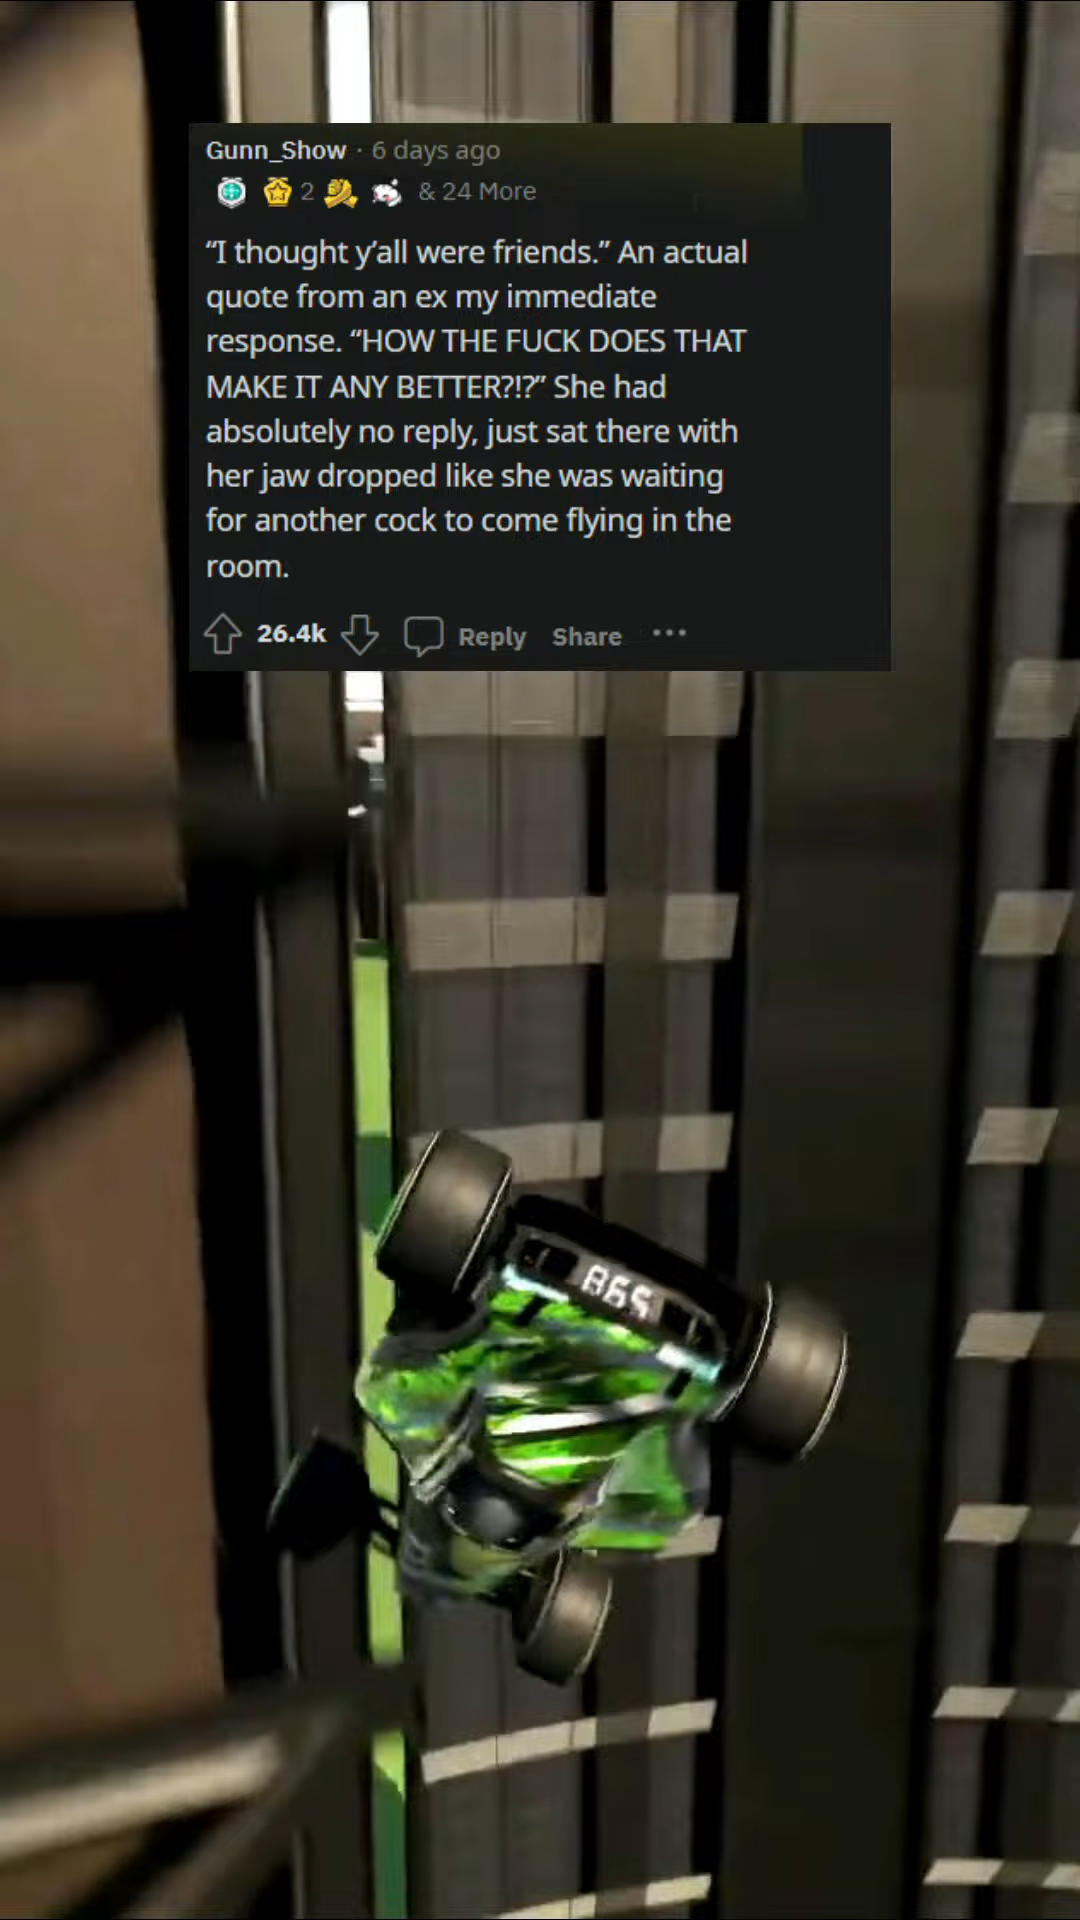 Gunn_Show · 6 days ago
2 & 24 More
“I thought y’all were friends.” An actual
quote from an ex my immediate
response. “HOW THE FUCK DOES THAT
MAKE IT ANY BETTER?!?” She had
absolutely no reply, just sat there with
her jaw dropped like she was waiting
for another cock to come flying in the
room.
26.4k Reply Share ···